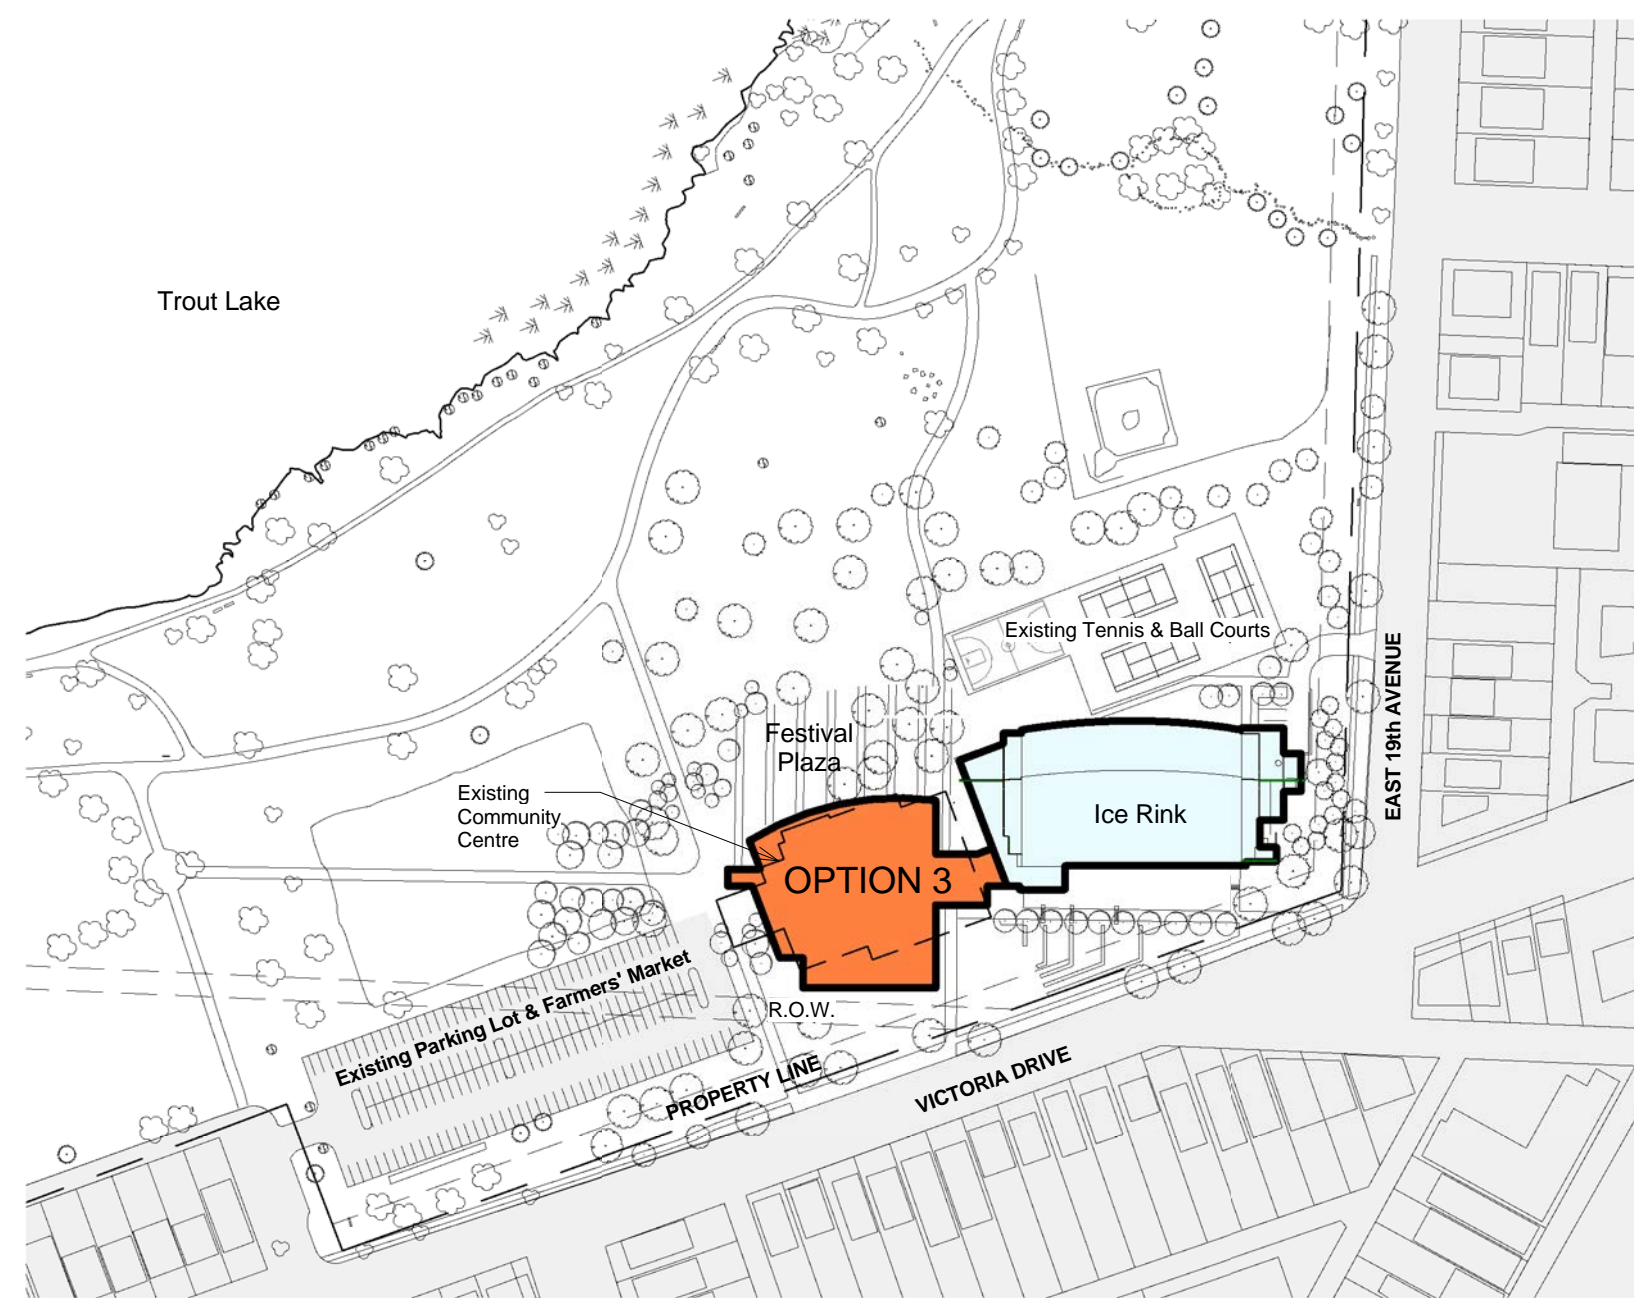 Trout Lake
Existing Tennis & Ball Courts
EAST 19th AVENUE
Festival
Plaza
Existing
Community
Centre
Ice Rink
OPTION 3
Existing Parking Lot & Farmers' Market
R.O.W.
PROPERTY LINE
VICTORIA DRIVE